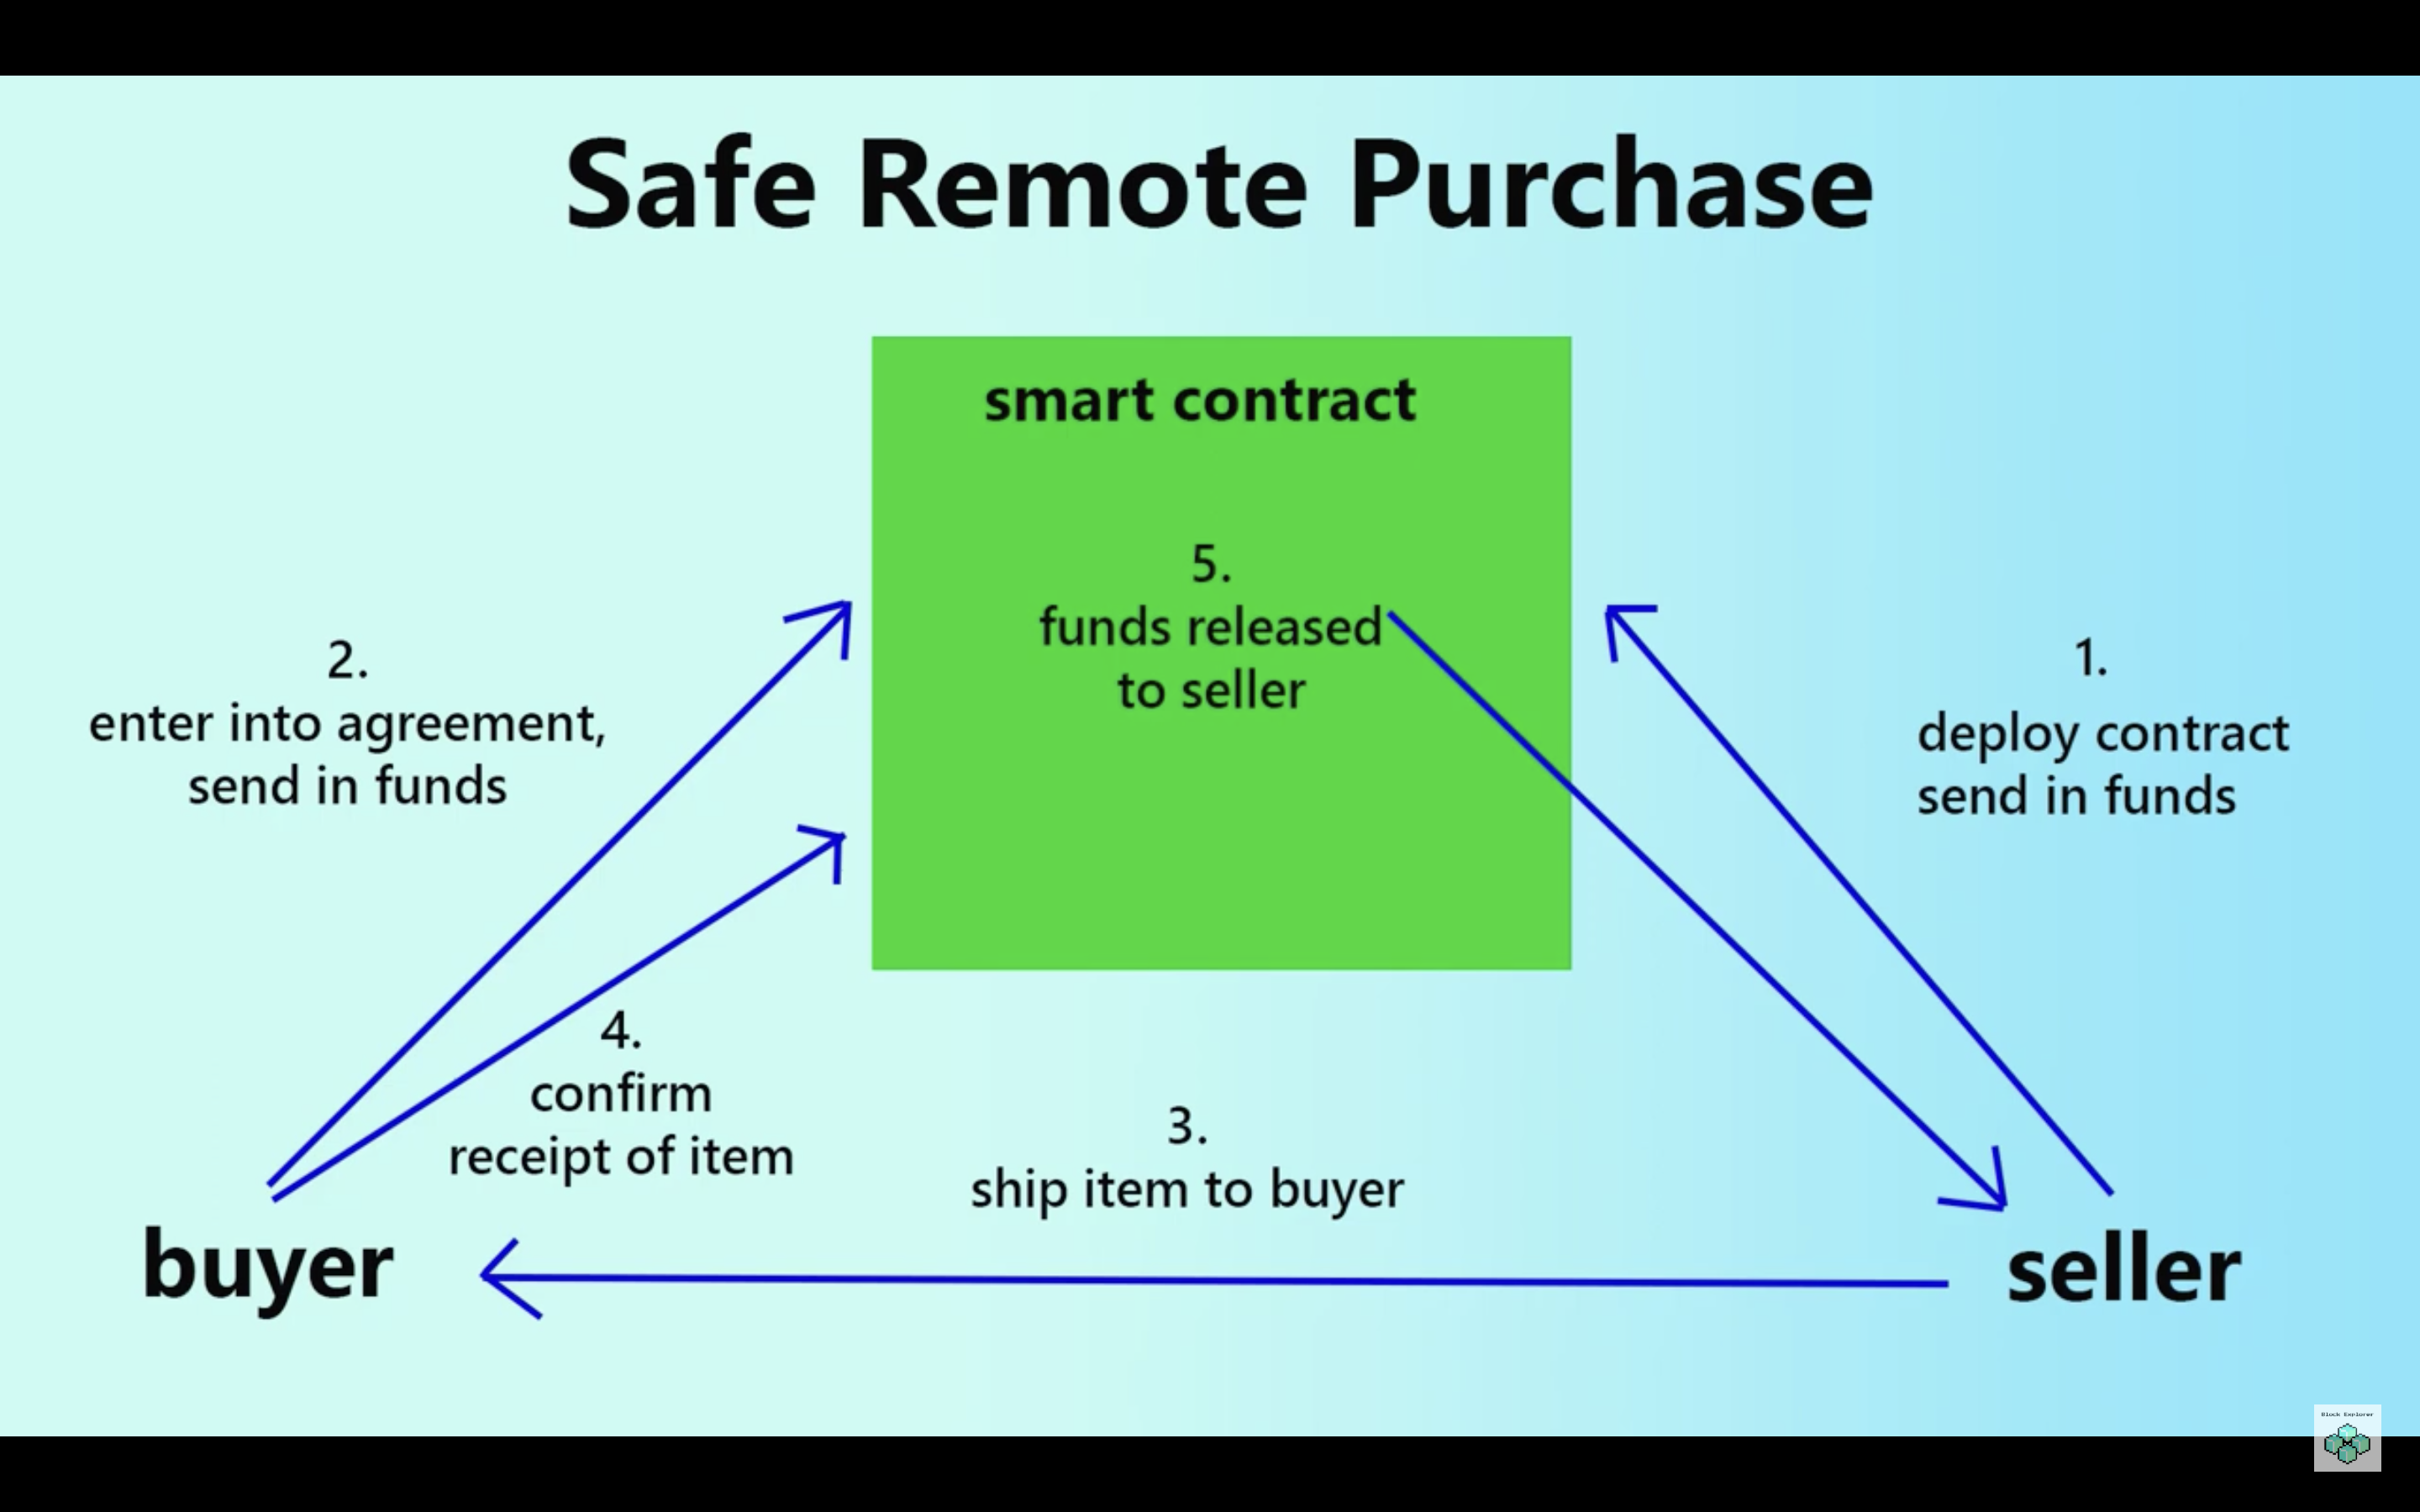 Safe Remote Purchase
smart contract
5.
funds released
to seller
2.
enter into agreement,
send in funds
1.
deploy contract
send in funds
4.
confirm
receipt of item
3.
ship item to buyer
buyer
seller
Block Explorer